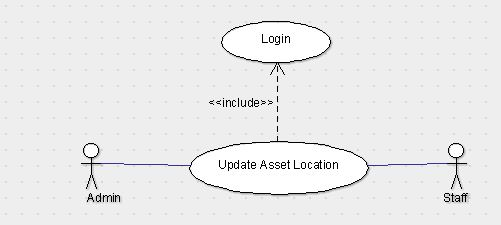 Login
<<include>>
Update Asset Location
Admin
Staff